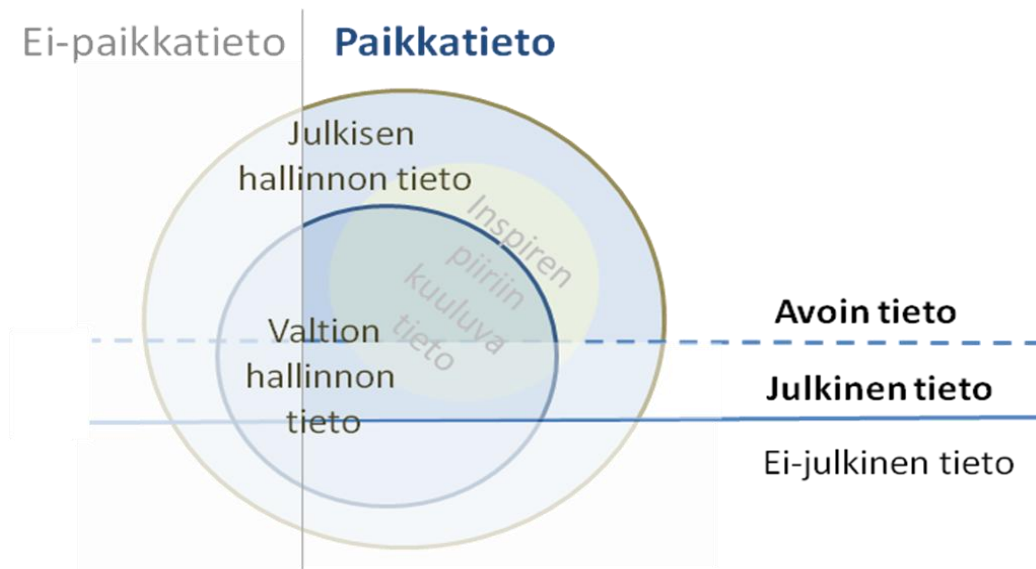 Ei-paikkatieto
Paikkatieto
Julkisen
hallinnon tieto
Inspiren
piiriin
kuuluva
tieto
Valtion
hallinnon
tieto
Avoin tieto
Julkinen tieto
Ei-julkinen tieto